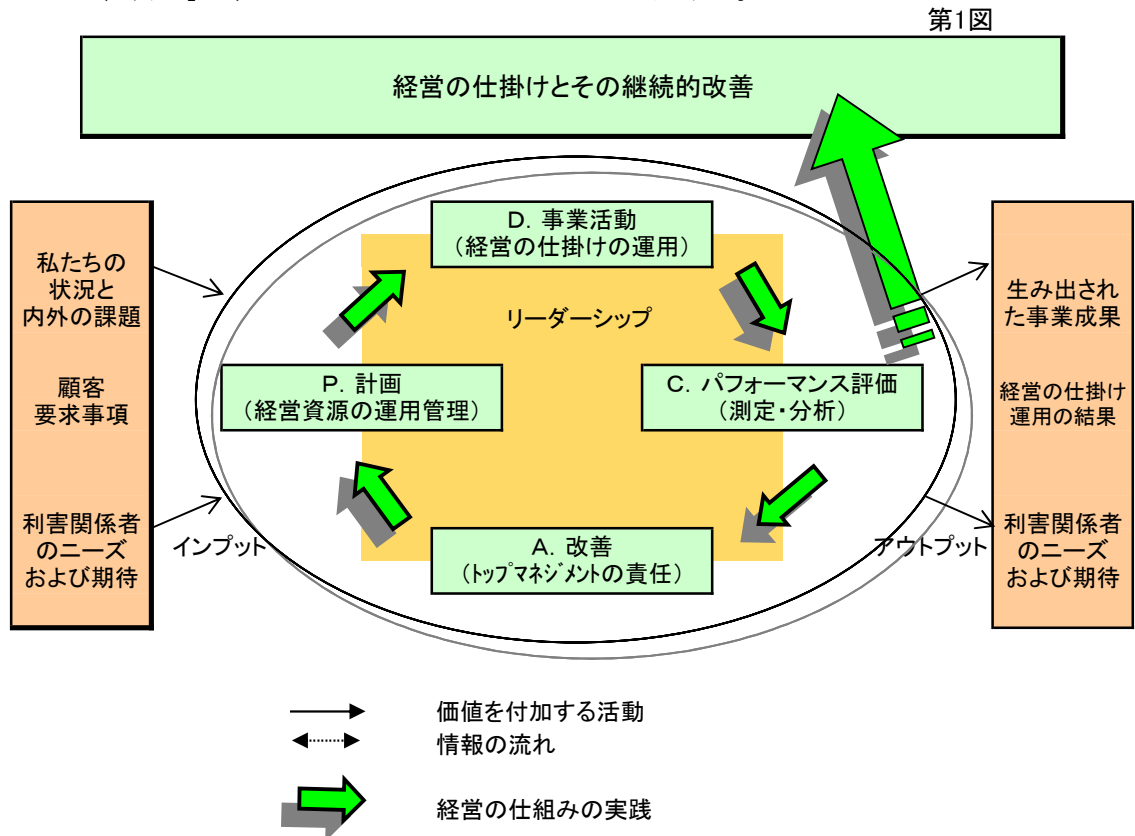 第1図
経営の仕掛けとその継続的改善
私たちの
状況と
内外の課題
顧客
要求事項
利害関係者
のニーズ
および期待
インプット
D．事業活動
（経営の仕掛けの運用）
リーダーシップ
P．計画
（経営資源の運用管理）
C．パフォーマンス評価
（測定・分析）
A．改善
（ﾄｯﾌﾟﾏﾈｼﾞﾒﾝﾄの責任）
アウトプット
生み出され
た事業成果
経営の仕掛け
運用の結果
利害関係者
のニーズ
および期待
価値を付加する活動
情報の流れ
経営の仕組みの実践